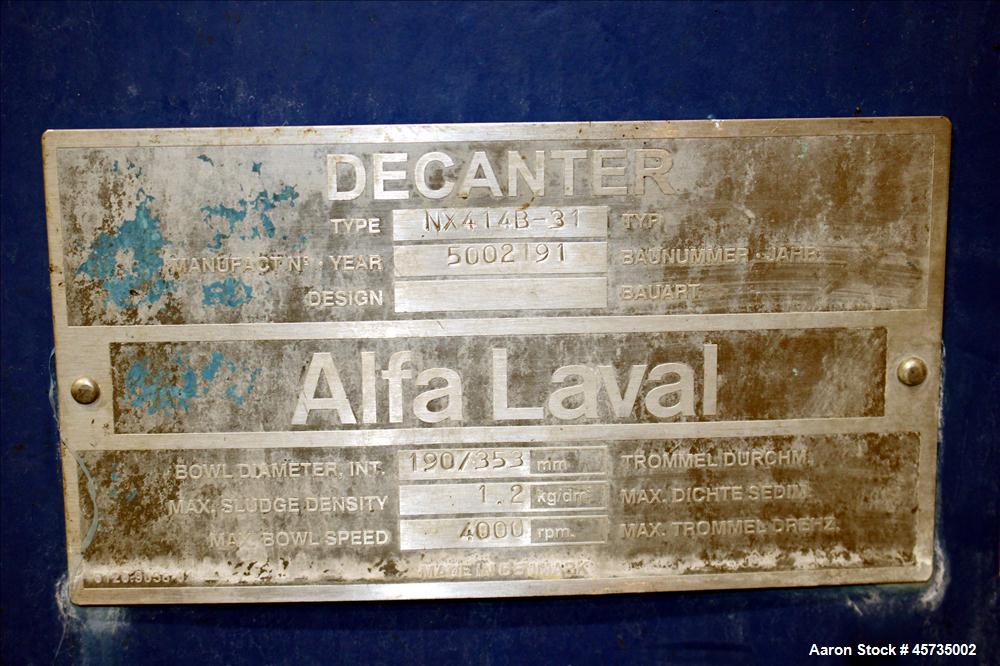 DECANTER
TYPE NX414B-31 TYP
MANUFACT Nº YEAR 5002191 BAUNUMMER JAHR
DESIGN BAUART
Alfa Laval
BOWL DIAMETER, INT. 190/353 mm TROMMEL DURCHM.
MAX. SLUDGE DENSITY 1.2 kg/dm³ MAX. DICHTE SEDIM.
MAX. BOWL SPEED 4000 rpm. MAX. TROMMEL DREHZ.
MADE IN DENMARK
Aaron Stock # 45735002